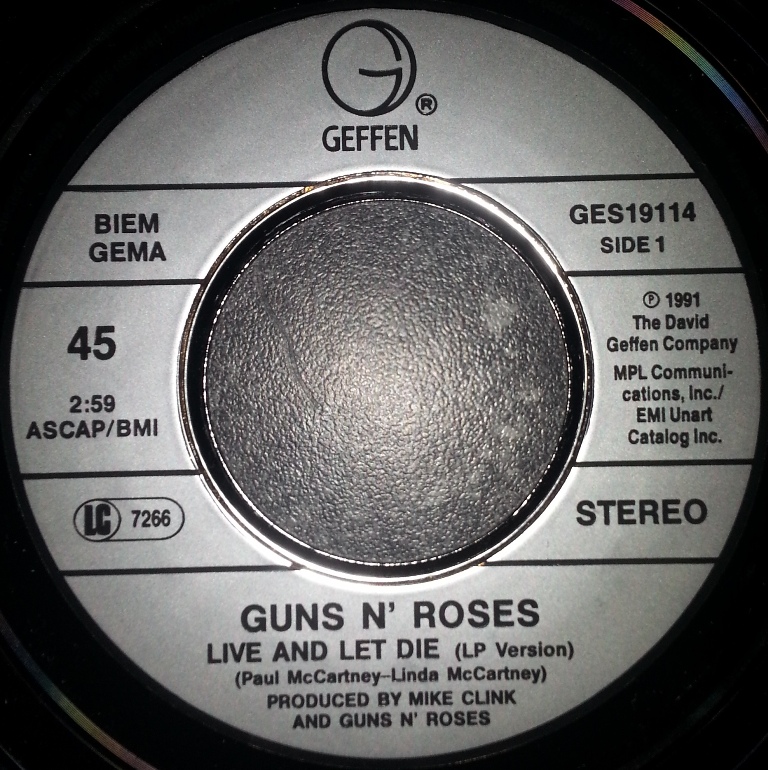 G®
GEFFEN
BIEM
GEMA
GES19114
SIDE 1
45
2:59
ASCAP/BMI
℗ 1991
The David
Geffen Company
MPL Communi-
cations, Inc./
EMI Unart
Catalog Inc.
LC 7266
STEREO
GUNS N' ROSES
LIVE AND LET DIE (LP Version)
(Paul McCartney–Linda McCartney)
PRODUCED BY MIKE CLINK
AND GUNS N' ROSES